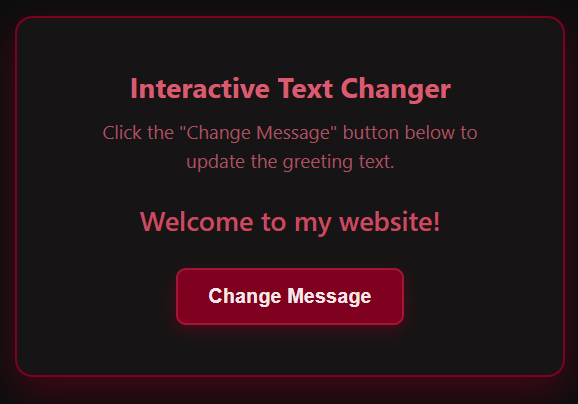 Interactive Text Changer
Click the "Change Message" button below to
update the greeting text.
Welcome to my website!
Change Message